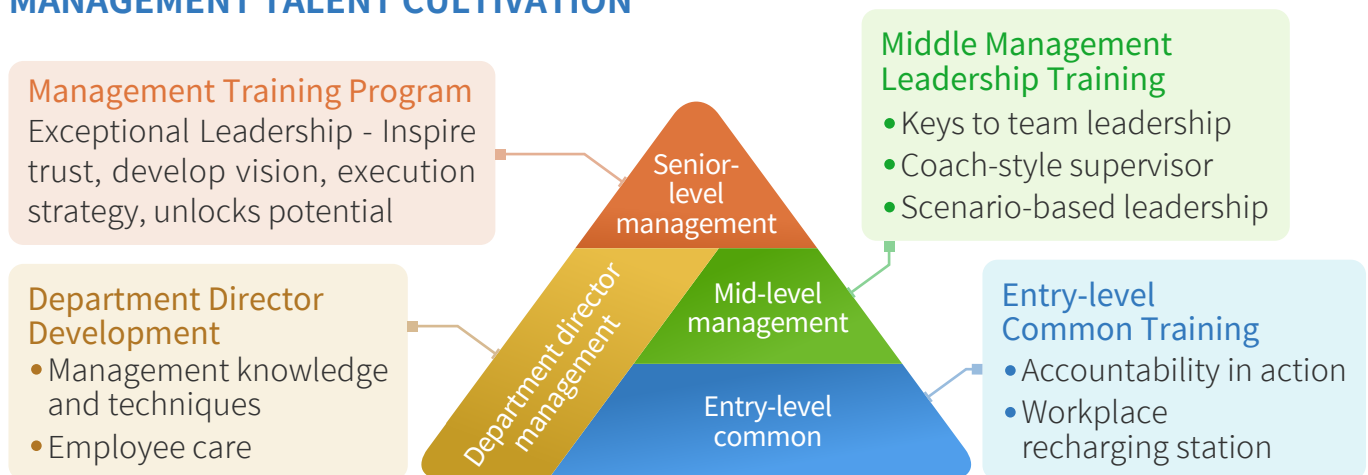 MANAGEMENT TALENT CULTIVATION
Management Training Program
Exceptional Leadership - Inspire
trust, develop vision, execution
strategy, unlocks potential
Middle Management
Leadership Training
•Keys to team leadership
•Coach-style supervisor
•Scenario-based leadership
Senior-
level
management
Department Director
Development
•Management knowledge
and techniques
•Employee care
Department director
management
Mid-level
management
Entry-level
common
Entry-level
Common Training
•Accountability in action
•Workplace
recharging station